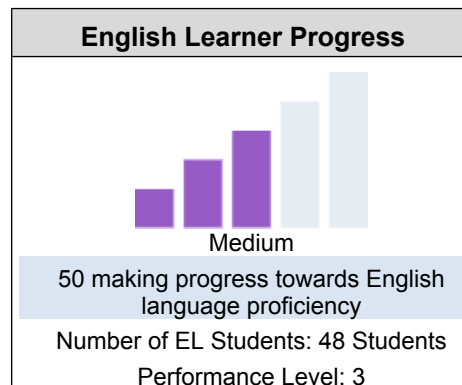 English Learner Progress
Medium
50 making progress towards English
language proficiency
Number of EL Students: 48 Students
Performance Level: 3